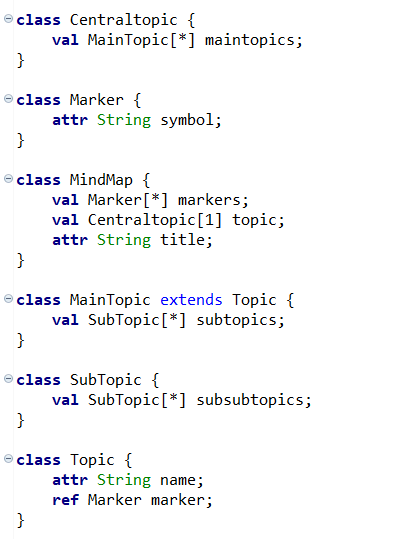 class Centraltopic {
    val MainTopic[*] maintopics;
}
class Marker {
    attr String symbol;
}
class MindMap {
    val Marker[*] markers;
    val Centraltopic[1] topic;
    attr String title;
}
class MainTopic extends Topic {
    val SubTopic[*] subtopics;
}
class SubTopic {
    val SubTopic[*] subsubtopics;
}
class Topic {
    attr String name;
    ref Marker marker;
}